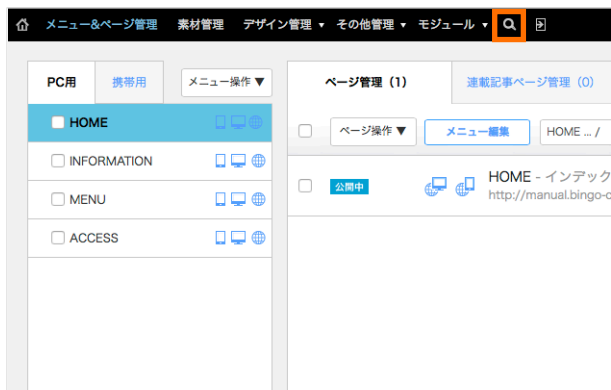 メニュー&ページ管理 素材管理 デザイン管理 ▼ その他管理 ▼ モジュール ▼
PC用 携帯用 メニュー操作 ▼
HOME
INFORMATION
MENU
ACCESS
ページ管理 (1) 連載記事ページ管理 (0)
ページ操作 ▼ メニュー編集 HOME ... /
公開中 HOME - インデック
http://manual.bingo-c